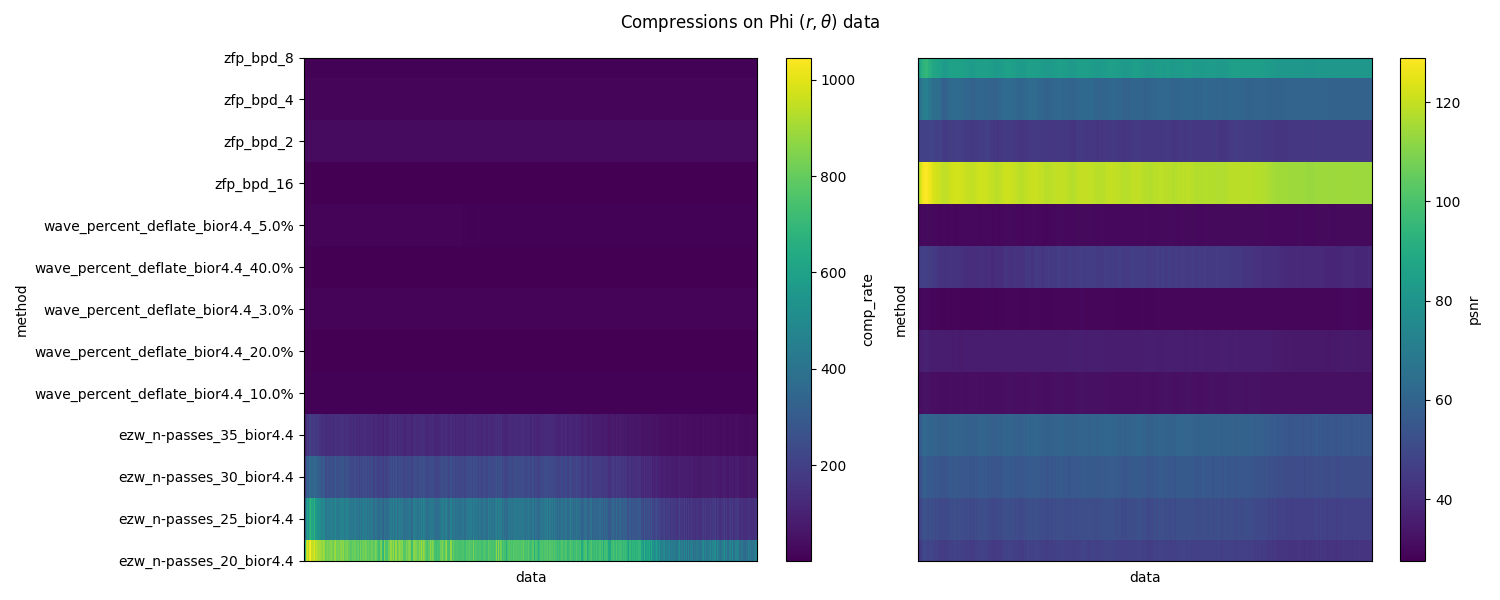 Compressions on Phi (r, θ) data
zfp_bpd_8
zfp_bpd_4
zfp_bpd_2
zfp_bpd_16
wave_percent_deflate_bior4.4_5.0%
wave_percent_deflate_bior4.4_40.0%
wave_percent_deflate_bior4.4_3.0%
wave_percent_deflate_bior4.4_20.0%
wave_percent_deflate_bior4.4_10.0%
ezw_n-passes_35_bior4.4
ezw_n-passes_30_bior4.4
ezw_n-passes_25_bior4.4
ezw_n-passes_20_bior4.4
method
data
1000
800
600
400
200
comp_rate
method
data
120
100
80
60
40
psnr